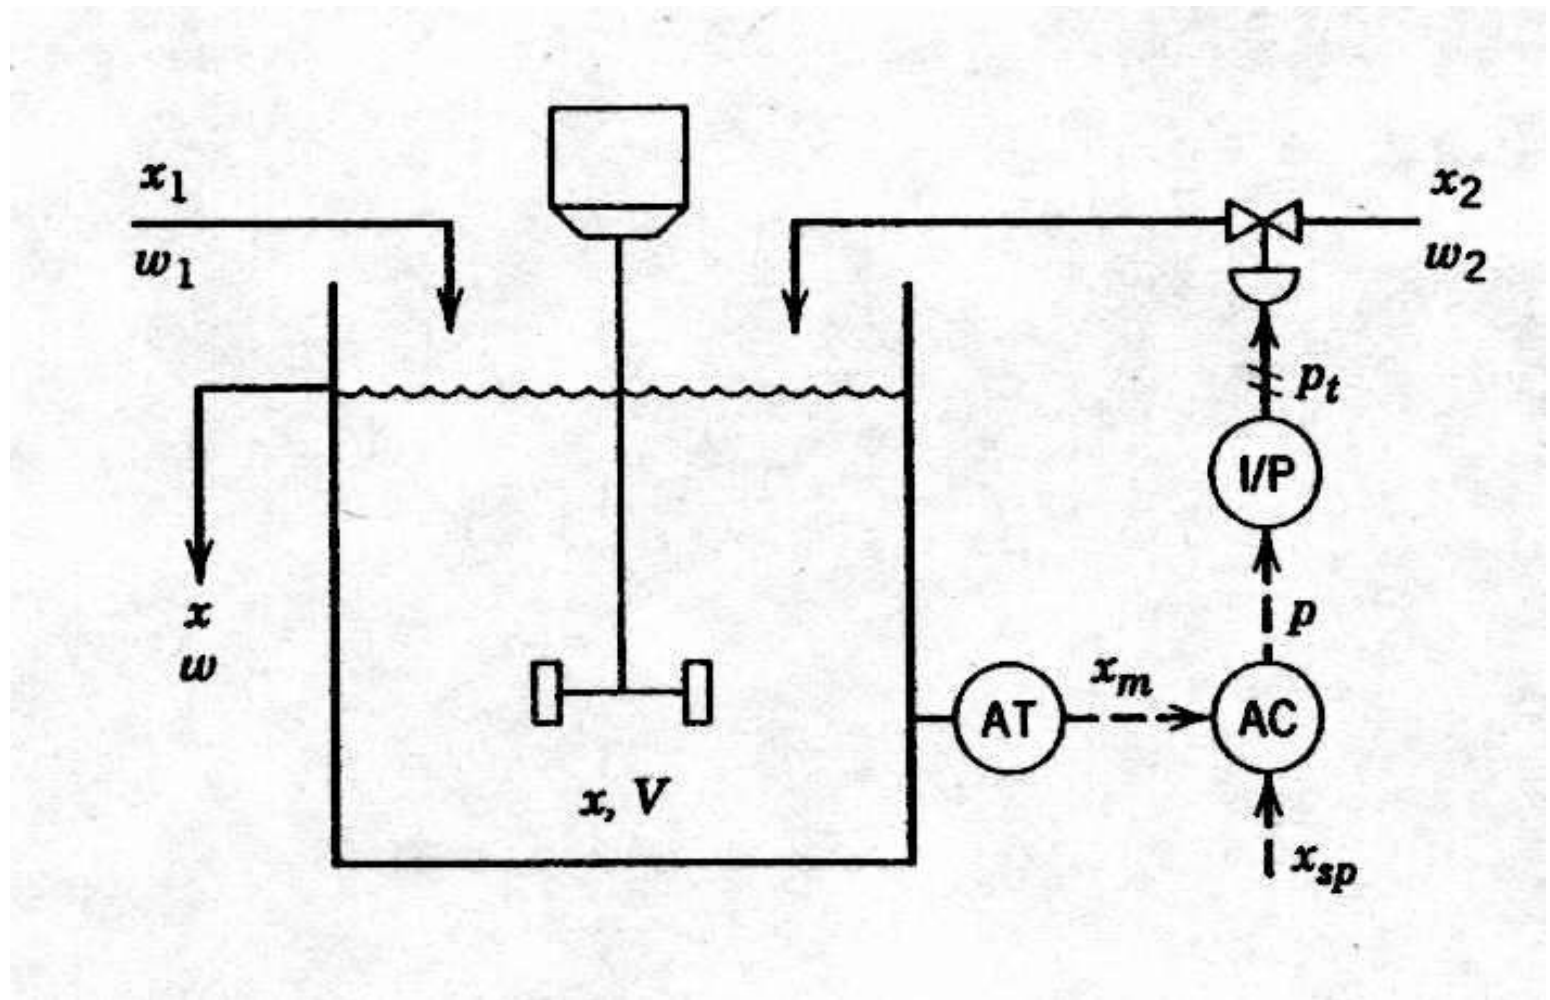 x₁
w₁
x₂
w₂
pₜ
I/P
p
x
w
AT
xₘ
AC
x, V
xₛₚ